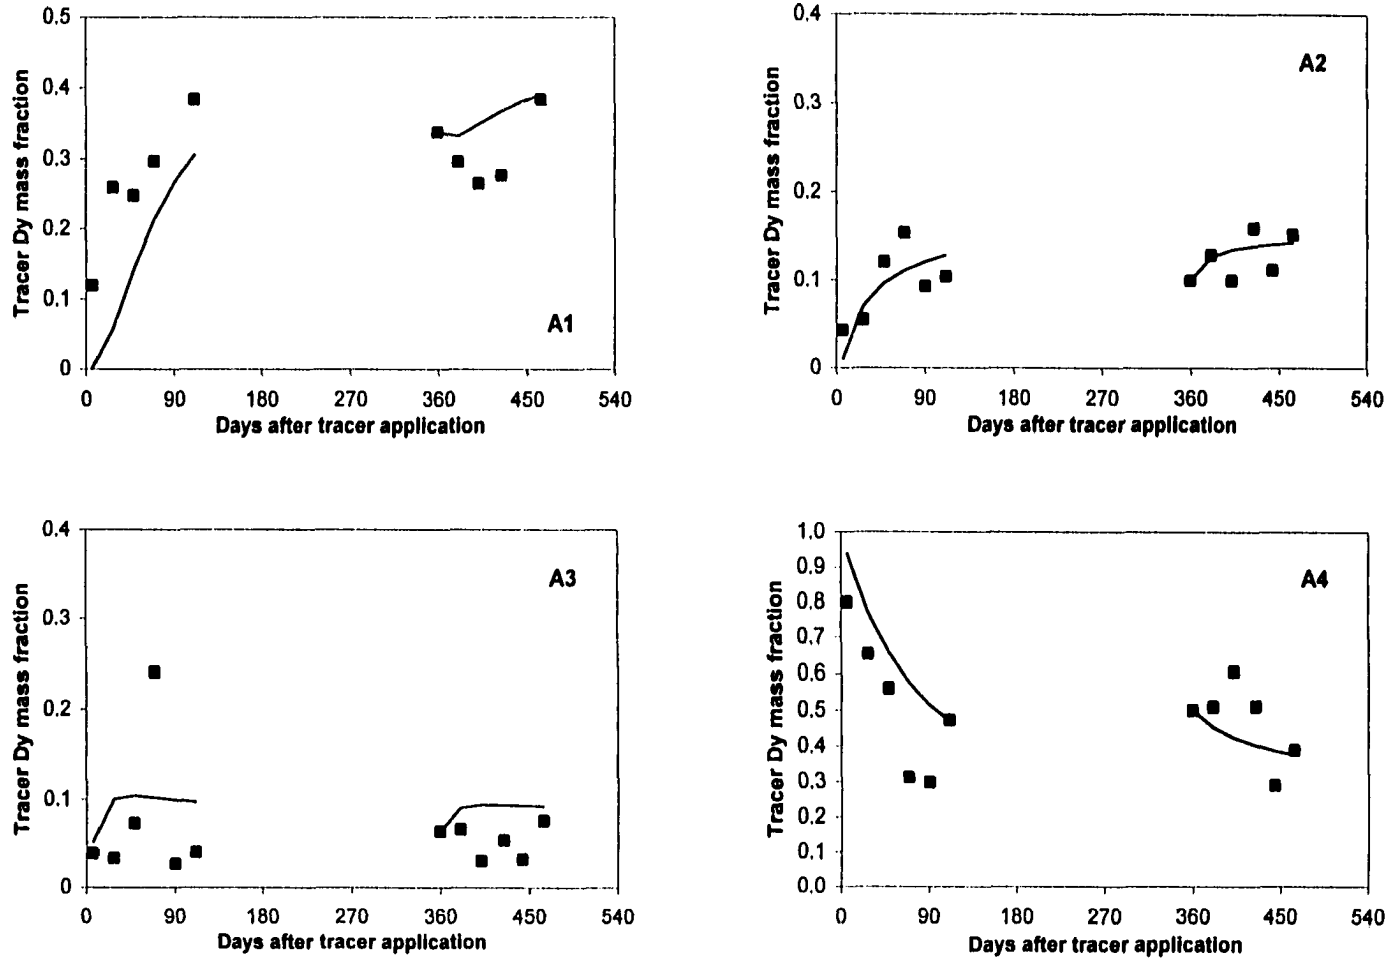 0.5
0.4
0.3
0.2
0.1
0
Tracer Dy mass fraction
A1
0 90 180 270 360 450 540
Days after tracer application
0.4
0.3
0.2
0.1
0
Tracer Dy mass fraction
A2
0 90 180 270 360 450 540
Days after tracer application
0.4
0.3
0.2
0.1
0
Tracer Dy mass fraction
A3
0 90 180 270 360 450 540
Days after tracer application
1.0
0.9
0.8
0.7
0.6
0.5
0.4
0.3
0.2
0.1
0.0
Tracer Dy mass fraction
A4
0 90 180 270 360 450 540
Days after tracer application